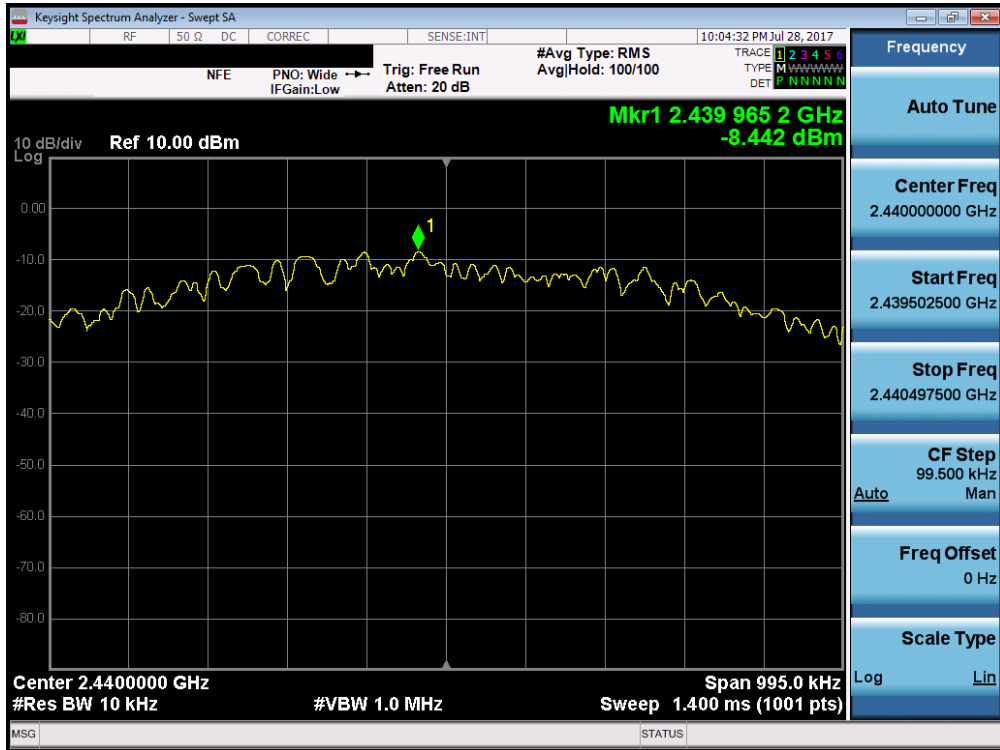 Keysight Spectrum Analyzer - Swept SA
LXI RF 50 Ω DC CORREC SENSE:INT 10:04:32 PM Jul 28, 2017
NFE PNO: Wide Trig: Free Run #Avg Type: RMS TRACE 1 2 3 4 5 6
IFGain:Low Atten: 20 dB Avg|Hold: 100/100 TYPE M WWWWW
DET P N N N N N
Mkr1 2.439 965 2 GHz
-8.442 dBm
10 dB/div Ref 10.00 dBm
Log
0.00
1
-10.0
-20.0
-30.0
-40.0
-50.0
-60.0
-70.0
-80.0
Center 2.4400000 GHz Span 995.0 kHz
#Res BW 10 kHz #VBW 1.0 MHz Sweep 1.400 ms (1001 pts)
MSG STATUS
Frequency
Auto Tune
Center Freq
2.440000000 GHz
Start Freq
2.439502500 GHz
Stop Freq
2.440497500 GHz
CF Step
99.500 kHz
Auto Man
Freq Offset
0 Hz
Scale Type
Log Lin